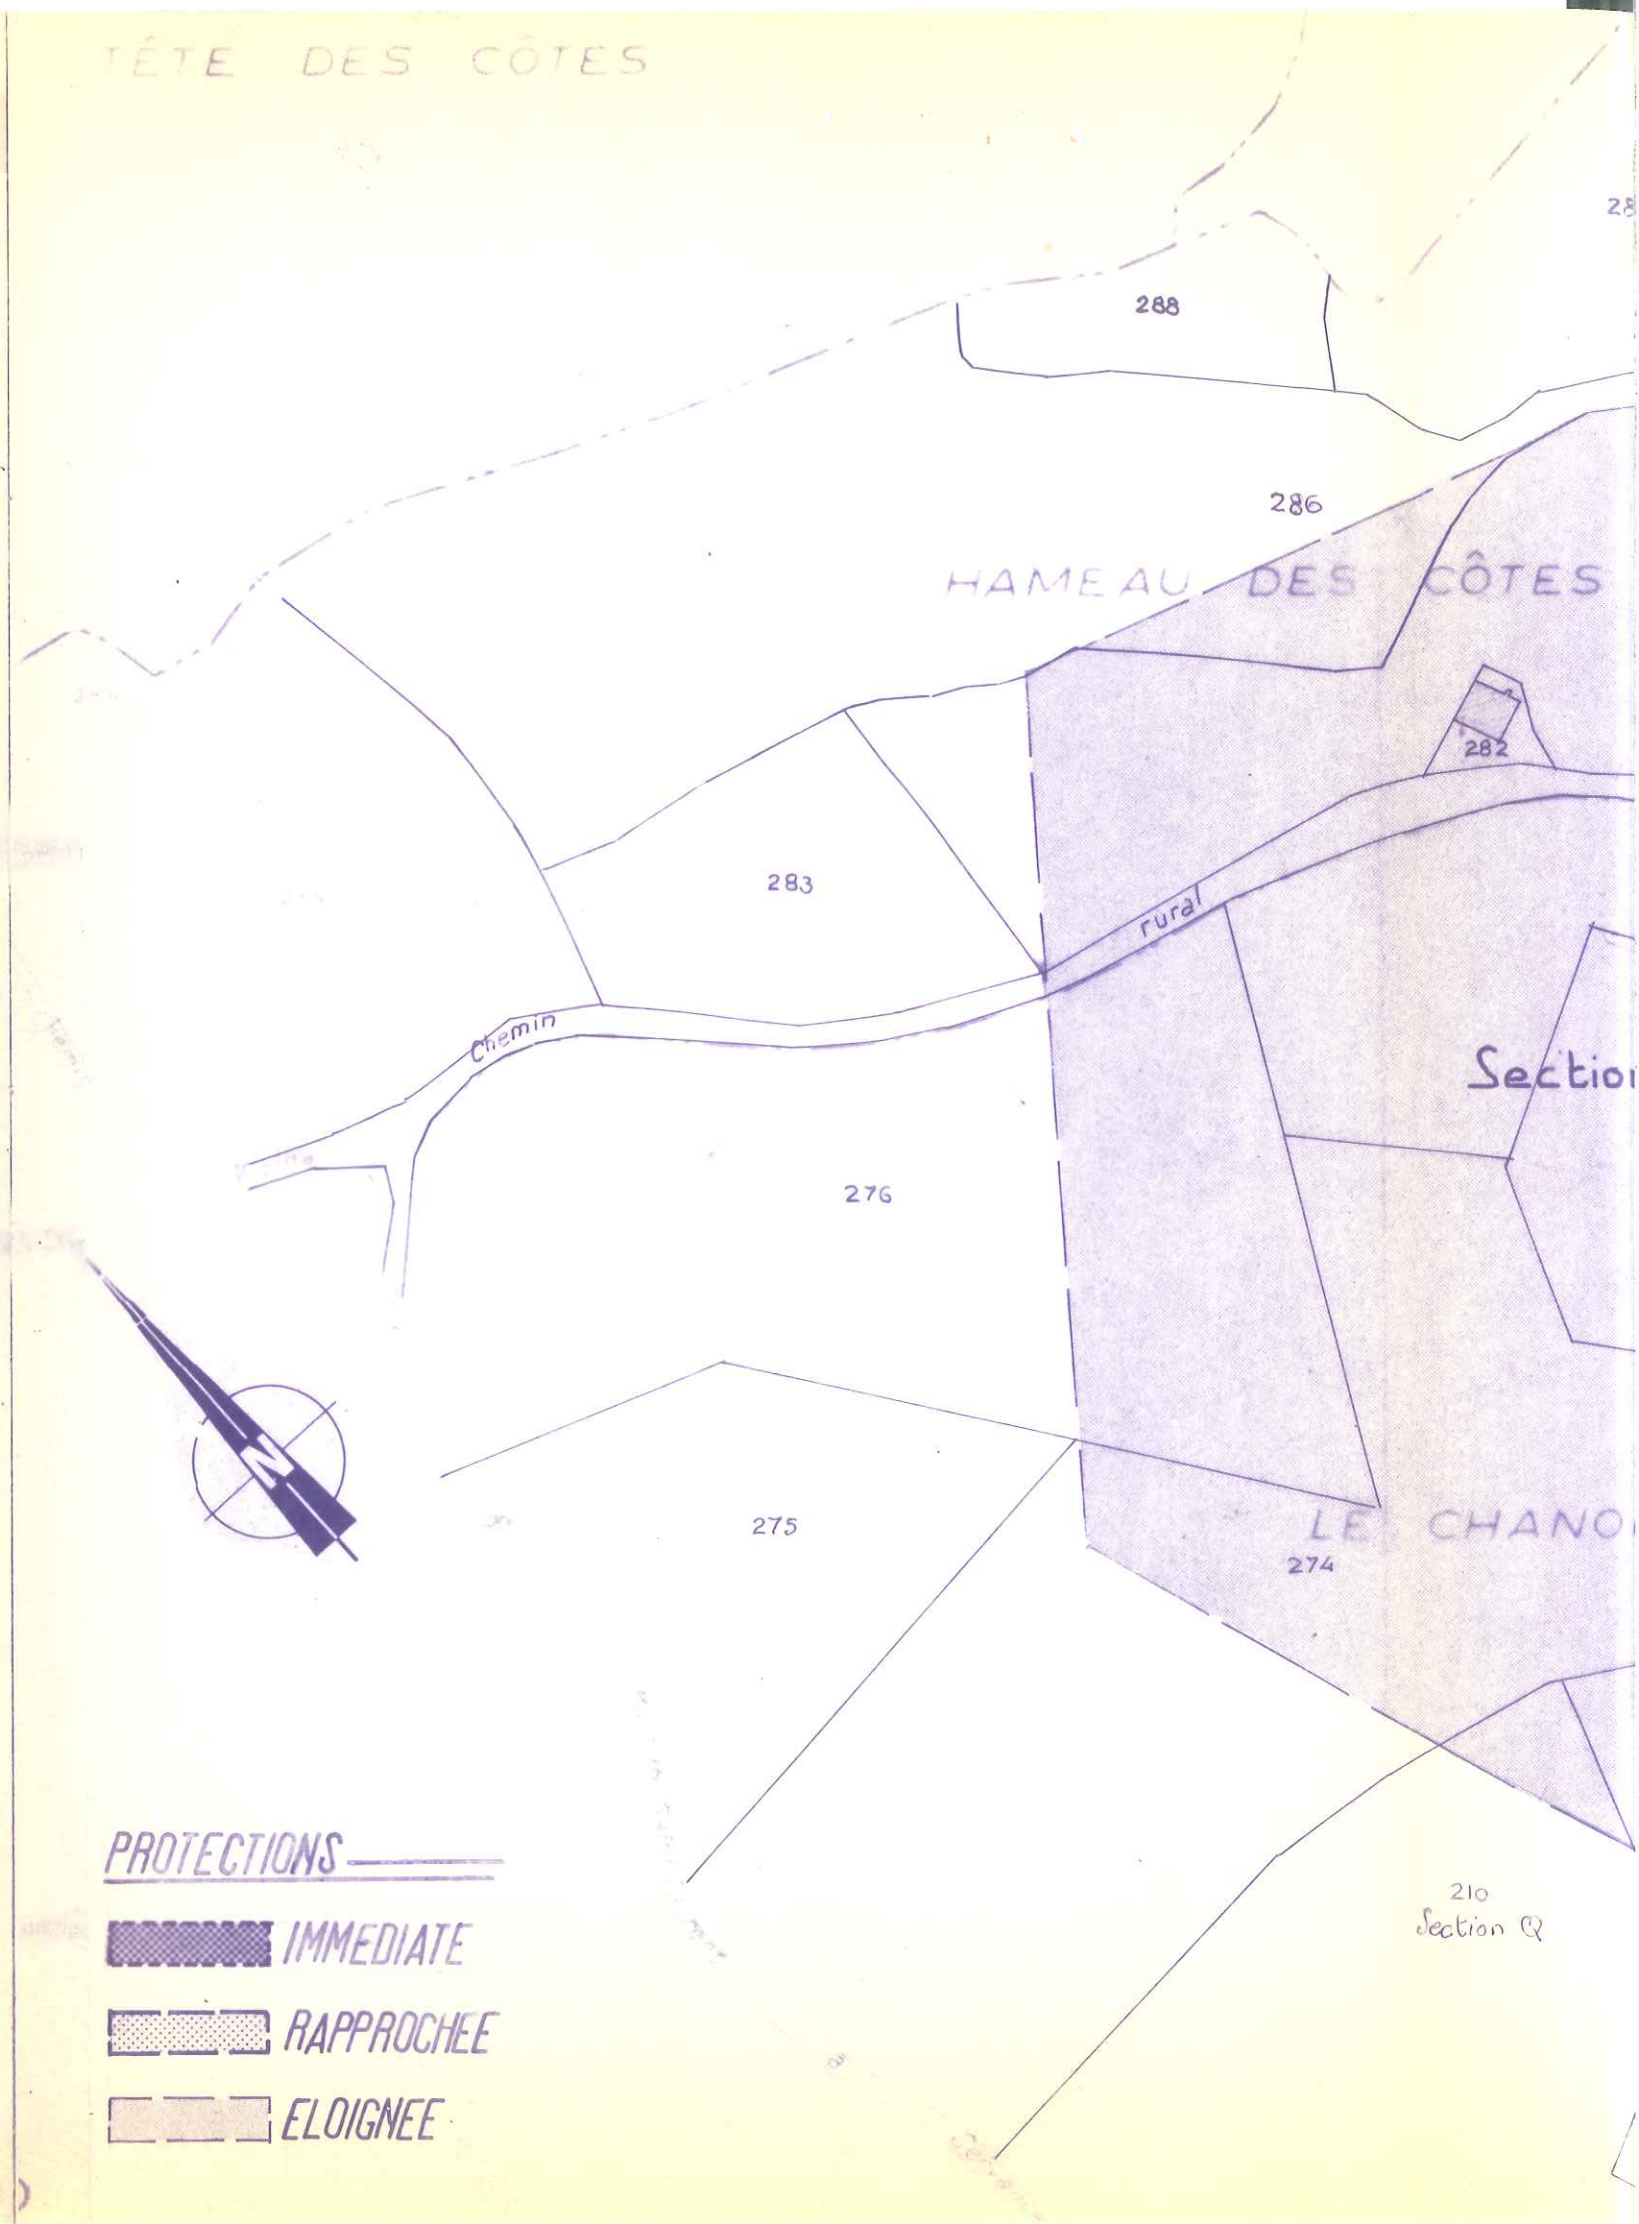 TÊTE DES CÔTES
28
288
286
HAMEAU DES CÔTES
282
283
rural
Chemin
Section
276
N
275
LE CHANO
274
PROTECTIONS
IMMEDIATE
RAPPROCHEE
ELOIGNEE
210
Section Q